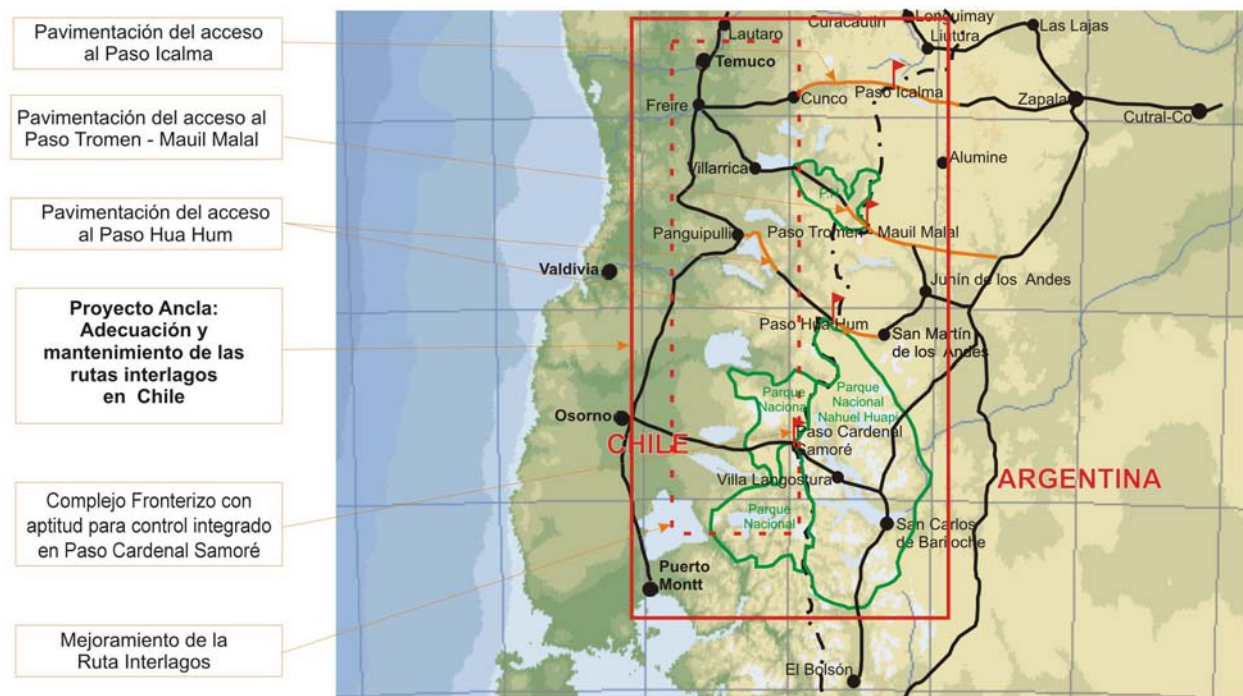 Pavimentación del acceso
al Paso Icalma
Pavimentación del acceso al
Paso Tromen - Mauil Malal
Pavimentación del acceso
al Paso Hua Hum
Proyecto Ancla:
Adecuación y
mantenimiento de las
rutas interlagos
en Chile
Complejo Fronterizo con
aptitud para control integrado
en Paso Cardenal Samoré
Mejoramiento de la
Ruta Interlagos
Curacautín
Lonquimay
Liutura
Las Lajas
Lautaro
Temuco
Paso Icalma
Freire
Cunco
Zapala
Cutral-Co
Villarrica
Alumine
P.N.
Panguipulli
Paso Tromen
Mauil Malal
Valdivia
Junín de los Andes
Paso Hua Hum
San Martín
de los Andes
Parque
Nacional
Parque
Nacional
Nahuel Huapi
Osorno
CHILE
Paso Cardenal
Samoré
Villa Langostura
ARGENTINA
Parque
Nacional
San Carlos
de Bariloche
Puerto
Montt
El Bolsón